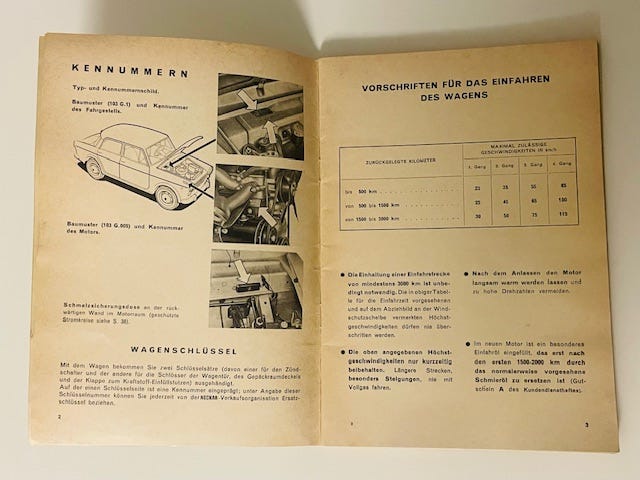 KENNUMMERN
Typ- und Kennummernschild.
Baumuster (103 G.1) und Kennummer
des Fahrgestells.
Baumuster (103 G.005) und Kennummer
des Motors.
Schmelzsicherungsdose an der rück-
wärtigen Wand im Motorraum (geschützte
Stromkreise siehe S. 38).
WAGENSCHLÜSSEL
Mit dem Wagen bekommen Sie zwei Schlüsselsätze (davon einer für den Zünd-
schalter und der andere für die Schlösser der Wagentür, des Gepäckraumdeckels
und der Klappe zum Kraftstoff-Einfüllstutzen) ausgehändigt.
Auf der einen Schlüsselseite ist eine Kennummer eingeprägt; unter Angabe dieser
Schlüsselnummer können Sie jederzeit von der NECKAR-Verkaufsorganisation Ersatz-
schlüssel beziehen.
2
VORSCHRIFTEN FÜR DAS EINFAHREN
DES WAGENS
ZURÜCKGELEGTE KILOMETER
MAXIMAL ZULÄSSIGE
GESCHWINDIGKEITEN IN km/h
1. Gang 2. Gang 3. Gang 4. Gang
bis 500 km 85
von 500 bis 1500 km 25 45 65 100
von 1500 bis 3000 km 30 50 75 115
● Die Einhaltung einer Einfahrstrecke
von mindestens 3000 km ist unbe-
dingt notwendig. Die in obiger Tabel-
le für die Einfahrzeit vorgesehenen
und auf dem Abziehbild an der Wind-
schutzscheibe vermerkten Höchst-
geschwindigkeiten dürfen nie über-
schritten werden.
● Die oben angegebenen Höchst-
geschwindigkeiten nur kurzzeitig
beibehalten. Längere Strecken,
besonders Steigungen, nie mit
Vollgas fahren.
● Nach dem Anlassen den Motor
langsam warm werden lassen und
zu hohe Drehzahlen vermeiden.
● Im neuen Motor ist ein besonderes
Einfahröl eingefüllt, das erst nach
den ersten 1500-2000 km durch
das normalerweise vorgesehene
Schmieröl zu ersetzen ist (Gut-
schein A des Kundendienstheftes).
1
3